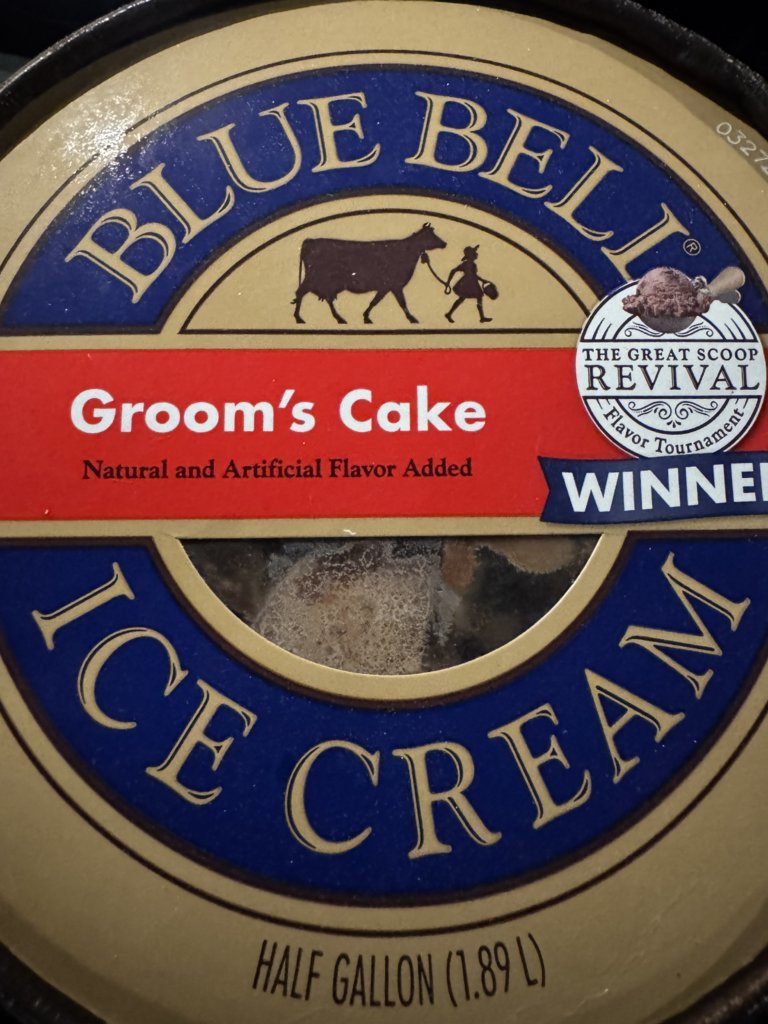 BLUE BELL®
THE GREAT SCOOP
REVIVAL
Flavor Tournament
WINNER
Groom's Cake
Natural and Artificial Flavor Added
ICE CREAM
HALF GALLON (1.89 L)